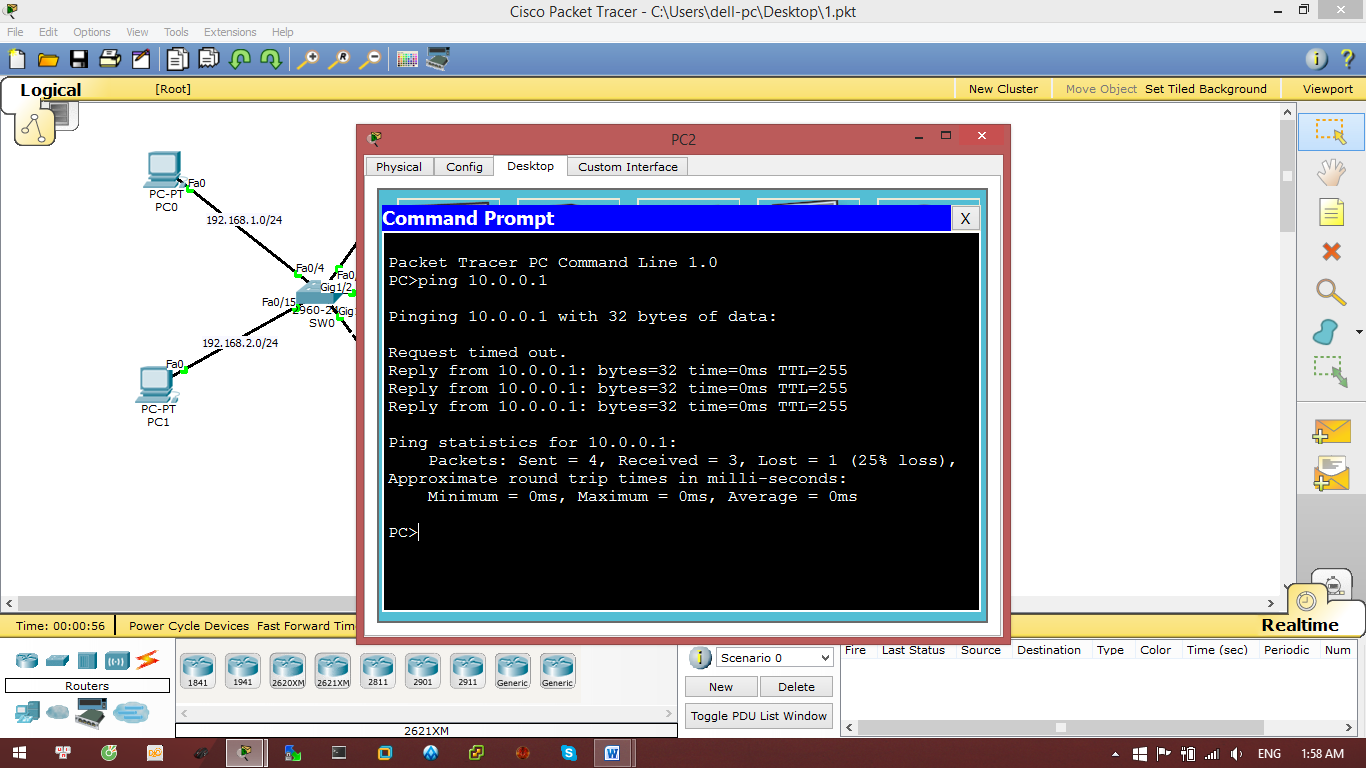 Cisco Packet Tracer - C:\Users\dell-pc\Desktop\1.pkt
File Edit Options View Tools Extensions Help
Logical [Root] New Cluster Move Object Set Tiled Background Viewport
PC-PT
PC0
Fa0
192.168.1.0/24
Fa0/4
Gig1/2
Fa0/15
SW0
192.168.2.0/24
Fa0
PC-PT
PC1
PC2
Physical Config Desktop Custom Interface
Command Prompt X
Packet Tracer PC Command Line 1.0
PC>ping 10.0.0.1
Pinging 10.0.0.1 with 32 bytes of data:
Request timed out.
Reply from 10.0.0.1: bytes=32 time=0ms TTL=255
Reply from 10.0.0.1: bytes=32 time=0ms TTL=255
Reply from 10.0.0.1: bytes=32 time=0ms TTL=255
Ping statistics for 10.0.0.1:
Packets: Sent = 4, Received = 3, Lost = 1 (25% loss),
Approximate round trip times in milli-seconds:
Minimum = 0ms, Maximum = 0ms, Average = 0ms
PC>
Time: 00:00:56 Power Cycle Devices Fast Forward
Realtime
Routers
1841 1941 2620XM 2621XM 2811 2901 2911 Generic Generic
2621XM
Scenario 0
New Delete
Toggle PDU List Window
Fire Last Status Source Destination Type Color Time (sec) Periodic Num
ENG 1:58 AM